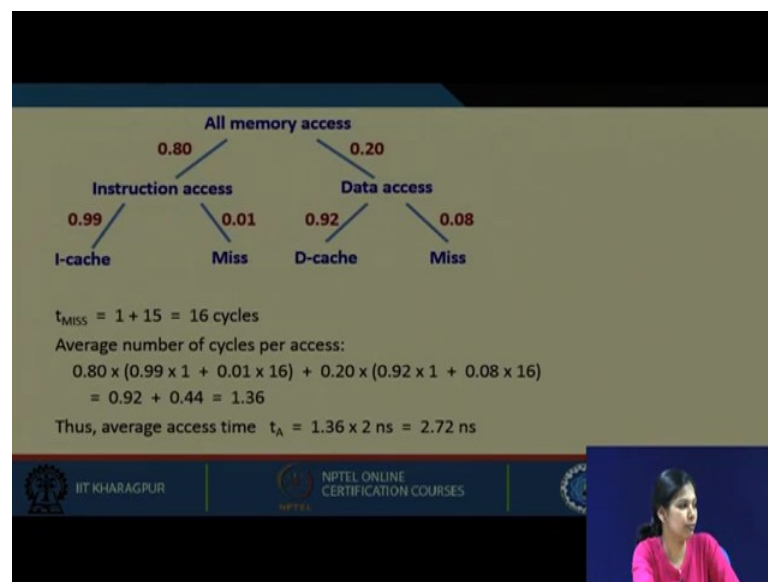 All memory access
0.80 0.20
Instruction access Data access
0.99 0.01 0.92 0.08
I-cache Miss D-cache Miss
tMISS = 1 + 15 = 16 cycles
Average number of cycles per access:
0.80 x (0.99 x 1 + 0.01 x 16) + 0.20 x (0.92 x 1 + 0.08 x 16)
= 0.92 + 0.44 = 1.36
Thus, average access time tA = 1.36 x 2 ns = 2.72 ns
IIT KHARAGPUR
NPTEL
NPTEL ONLINE
CERTIFICATION COURSES